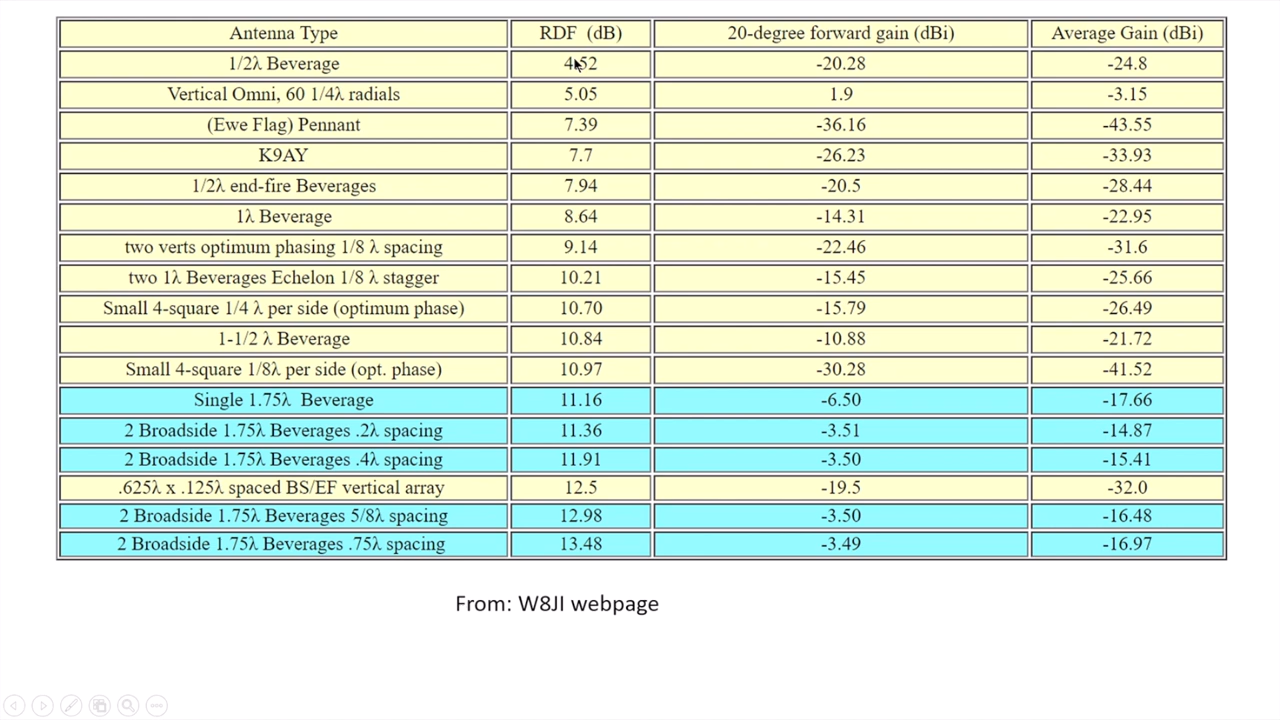 Antenna Type RDF (dB) 20-degree forward gain (dBi) Average Gain (dBi)
1/2λ Beverage 4.52 -20.28 -24.8
Vertical Omni, 60 1/4λ radials 5.05 1.9 -3.15
(Ewe Flag) Pennant 7.39 -36.16 -43.55
K9AY 7.7 -26.23 -33.93
1/2λ end-fire Beverages 7.94 -20.5 -28.44
1λ Beverage 8.64 -14.31 -22.95
two verts optimum phasing 1/8 λ spacing 9.14 -22.46 -31.6
two 1λ Beverages Echelon 1/8 λ stagger 10.21 -15.45 -25.66
Small 4-square 1/4 λ per side (optimum phase) 10.70 -15.79 -26.49
1-1/2 λ Beverage 10.84 -10.88 -21.72
Small 4-square 1/8λ per side (opt. phase) 10.97 -30.28 -41.52
Single 1.75λ Beverage 11.16 -6.50 -17.66
2 Broadside 1.75λ Beverages .2λ spacing 11.36 -3.51 -14.87
2 Broadside 1.75λ Beverages .4λ spacing 11.91 -3.50 -15.41
.625λ x .125λ spaced BS/EF vertical array 12.5 -19.5 -32.0
2 Broadside 1.75λ Beverages 5/8λ spacing 12.98 -3.50 -16.48
2 Broadside 1.75λ Beverages .75λ spacing 13.48 -3.49 -16.97
From: W8JI webpage